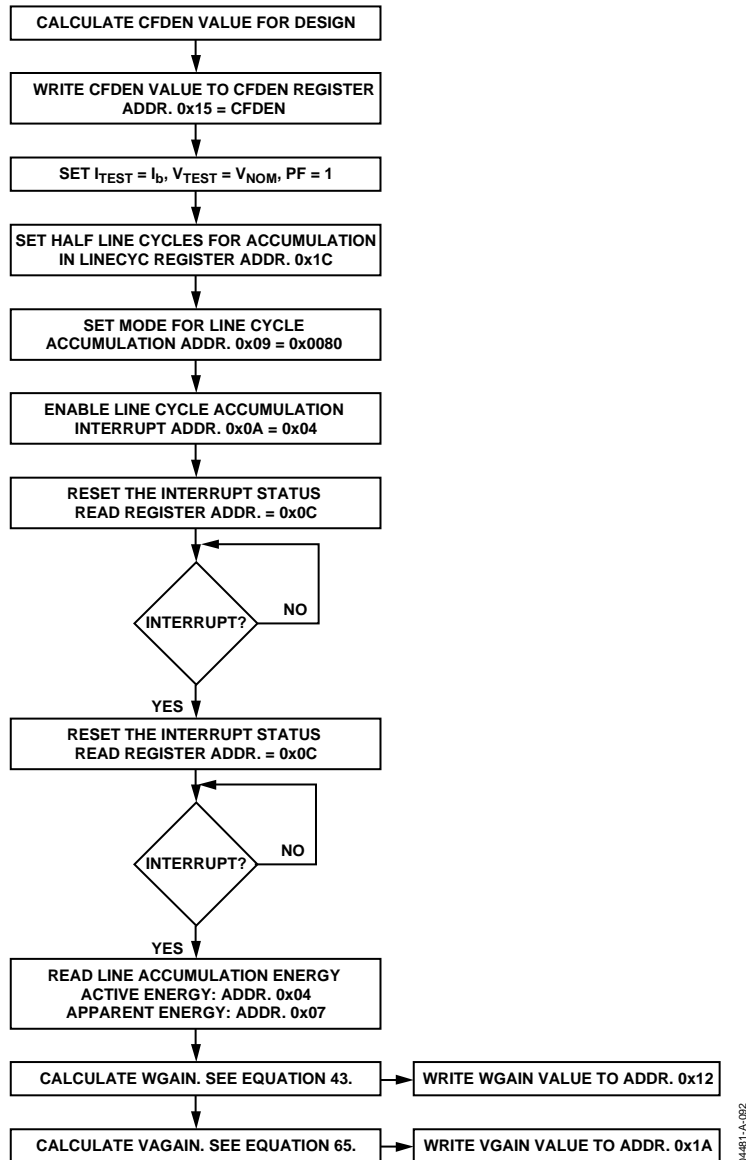 CALCULATE CFDEN VALUE FOR DESIGN
WRITE CFDEN VALUE TO CFDEN REGISTER
ADDR. 0x15 = CFDEN
SET ITEST = Ib, VTEST = VNOM, PF = 1
SET HALF LINE CYCLES FOR ACCUMULATION
IN LINECYC REGISTER ADDR. 0x1C
SET MODE FOR LINE CYCLE
ACCUMULATION ADDR. 0x09 = 0x0080
ENABLE LINE CYCLE ACCUMULATION
INTERRUPT ADDR. 0x0A = 0x04
RESET THE INTERRUPT STATUS
READ REGISTER ADDR. = 0x0C
INTERRUPT?
NO
YES
RESET THE INTERRUPT STATUS
READ REGISTER ADDR. = 0x0C
INTERRUPT?
NO
YES
READ LINE ACCUMULATION ENERGY
ACTIVE ENERGY: ADDR. 0x04
APPARENT ENERGY: ADDR. 0x07
CALCULATE WGAIN. SEE EQUATION 43.
WRITE WGAIN VALUE TO ADDR. 0x12
CALCULATE VAGAIN. SEE EQUATION 65.
WRITE VGAIN VALUE TO ADDR. 0x1A
04481-A-092